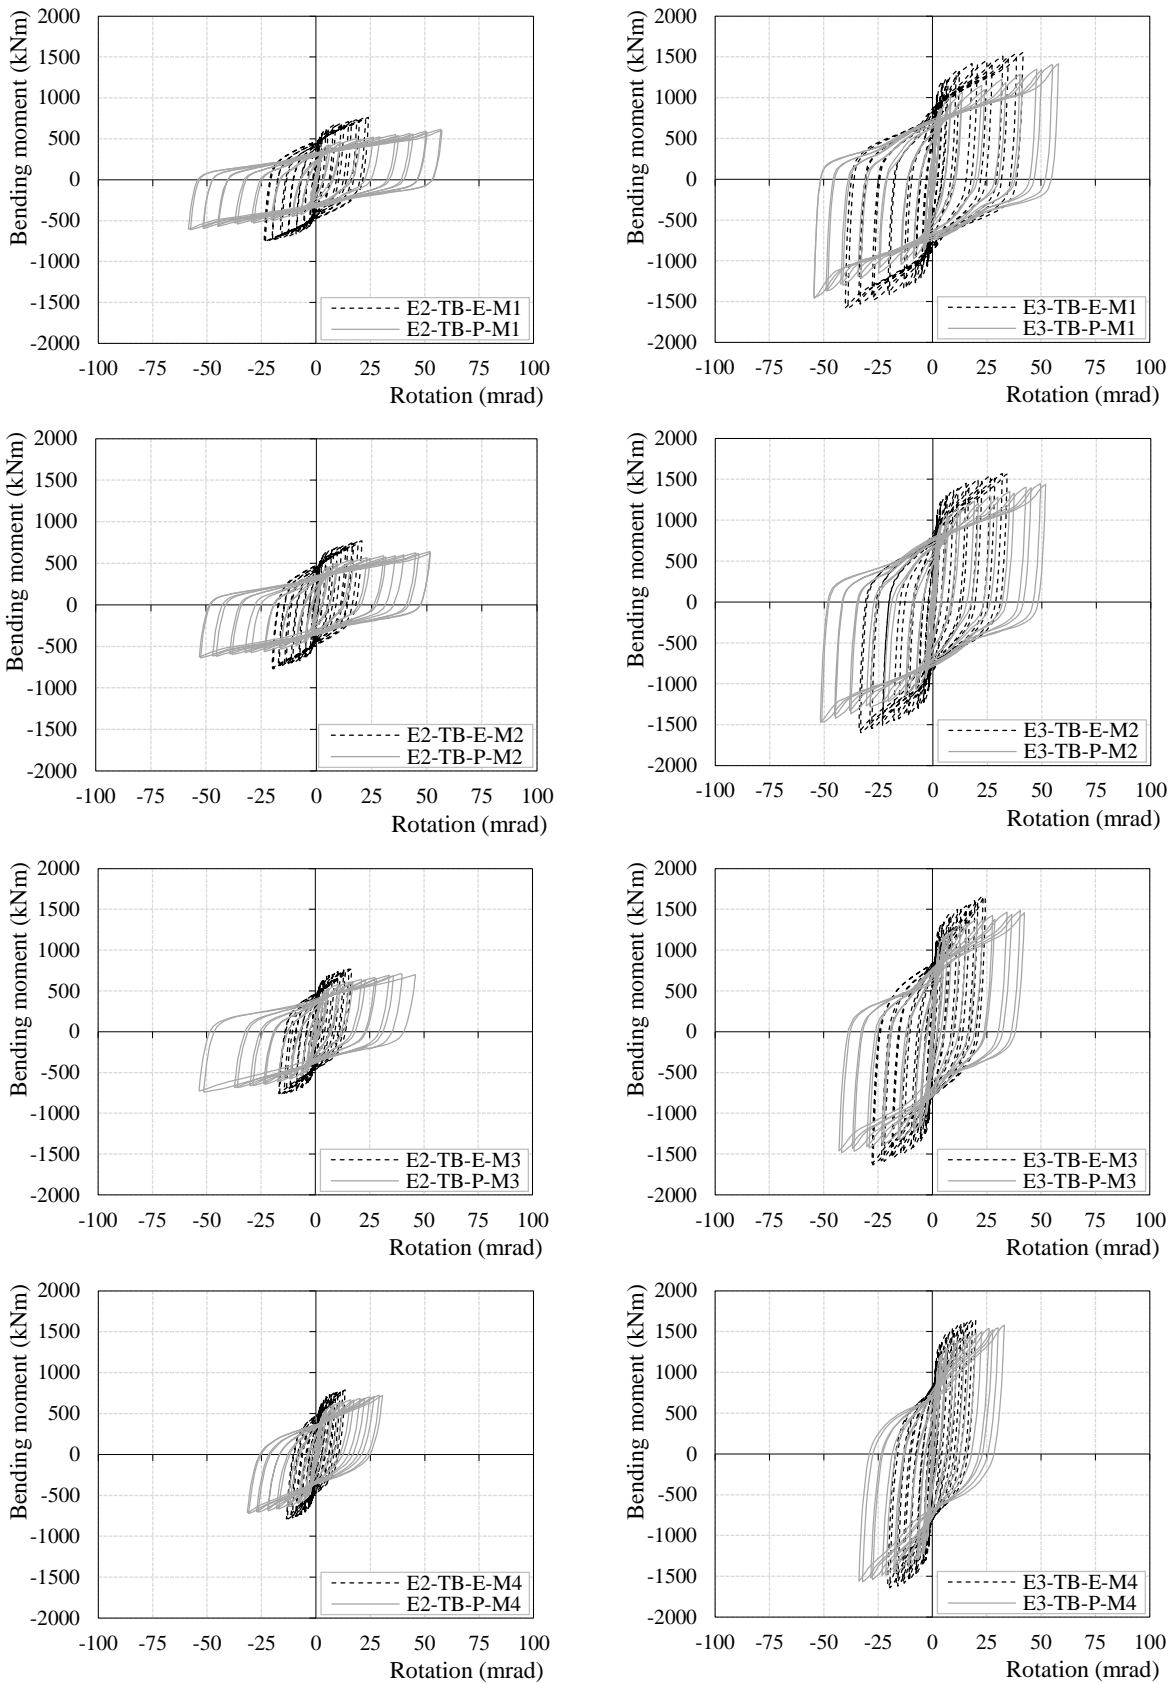 Bending moment (kNm)
2000
1500
1000
500
0
-500
-1000
-1500
-2000
E2-TB-E-M1
E2-TB-P-M1
-100 -75 -50 -25 0 25 50 75 100
Rotation (mrad)
Bending moment (kNm)
2000
1500
1000
500
0
-500
-1000
-1500
-2000
E3-TB-E-M1
E3-TB-P-M1
-100 -75 -50 -25 0 25 50 75 100
Rotation (mrad)
Bending moment (kNm)
2000
1500
1000
500
0
-500
-1000
-1500
-2000
E2-TB-E-M2
E2-TB-P-M2
-100 -75 -50 -25 0 25 50 75 100
Rotation (mrad)
Bending moment (kNm)
2000
1500
1000
500
0
-500
-1000
-1500
-2000
E3-TB-E-M2
E3-TB-P-M2
-100 -75 -50 -25 0 25 50 75 100
Rotation (mrad)
Bending moment (kNm)
2000
1500
1000
500
0
-500
-1000
-1500
-2000
E2-TB-E-M3
E2-TB-P-M3
-100 -75 -50 -25 0 25 50 75 100
Rotation (mrad)
Bending moment (kNm)
2000
1500
1000
500
0
-500
-1000
-1500
-2000
E3-TB-E-M3
E3-TB-P-M3
-100 -75 -50 -25 0 25 50 75 100
Rotation (mrad)
Bending moment (kNm)
2000
1500
1000
500
0
-500
-1000
-1500
-2000
E2-TB-E-M4
E2-TB-P-M4
-100 -75 -50 -25 0 25 50 75 100
Rotation (mrad)
Bending moment (kNm)
2000
1500
1000
500
0
-500
-1000
-1500
-2000
E3-TB-E-M4
E3-TB-P-M4
-100 -75 -50 -25 0 25 50 75 100
Rotation (mrad)